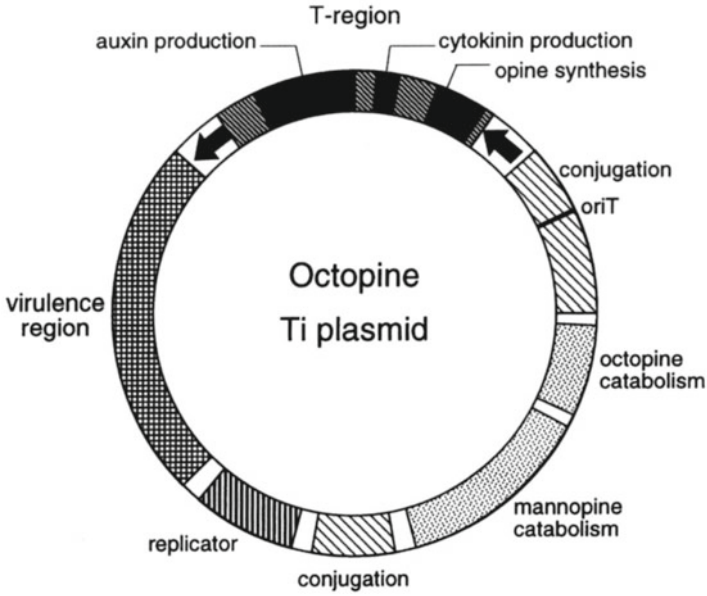 T-region
auxin production
cytokinin production
opine synthesis
conjugation
oriT
Octopine
Ti plasmid
virulence
region
octopine
catabolism
mannopine
catabolism
replicator
conjugation